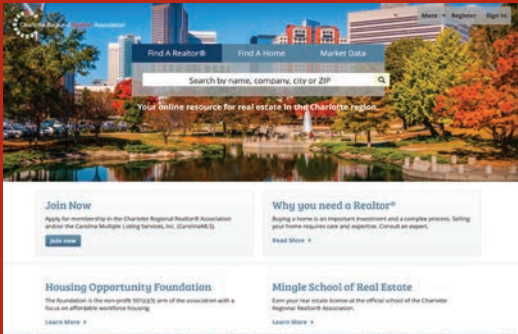 Charlotte Regional Realtor® Association
More Register Sign In
Find A Realtor® Find A Home Market Data
Search by name, company, city or ZIP
Your online resource for real estate in the Charlotte region.
Join Now
Apply for membership in the Charlotte Regional Realtor® Association
and/or the Carolina Multiple Listing Services, Inc. (CarolinaMLS).
Join now
Why you need a Realtor®
Buying a home is an important investment and a complex process. Selling
your home requires care and expertise. Consult an expert.
Read More
Housing Opportunity Foundation
The foundation is the non-profit 501(c)(3) arm of the association with a
focus on affordable workforce housing.
Learn More
Mingle School of Real Estate
Earn your real estate license at the official school of the Charlotte
Regional Realtor® Association.
Learn More